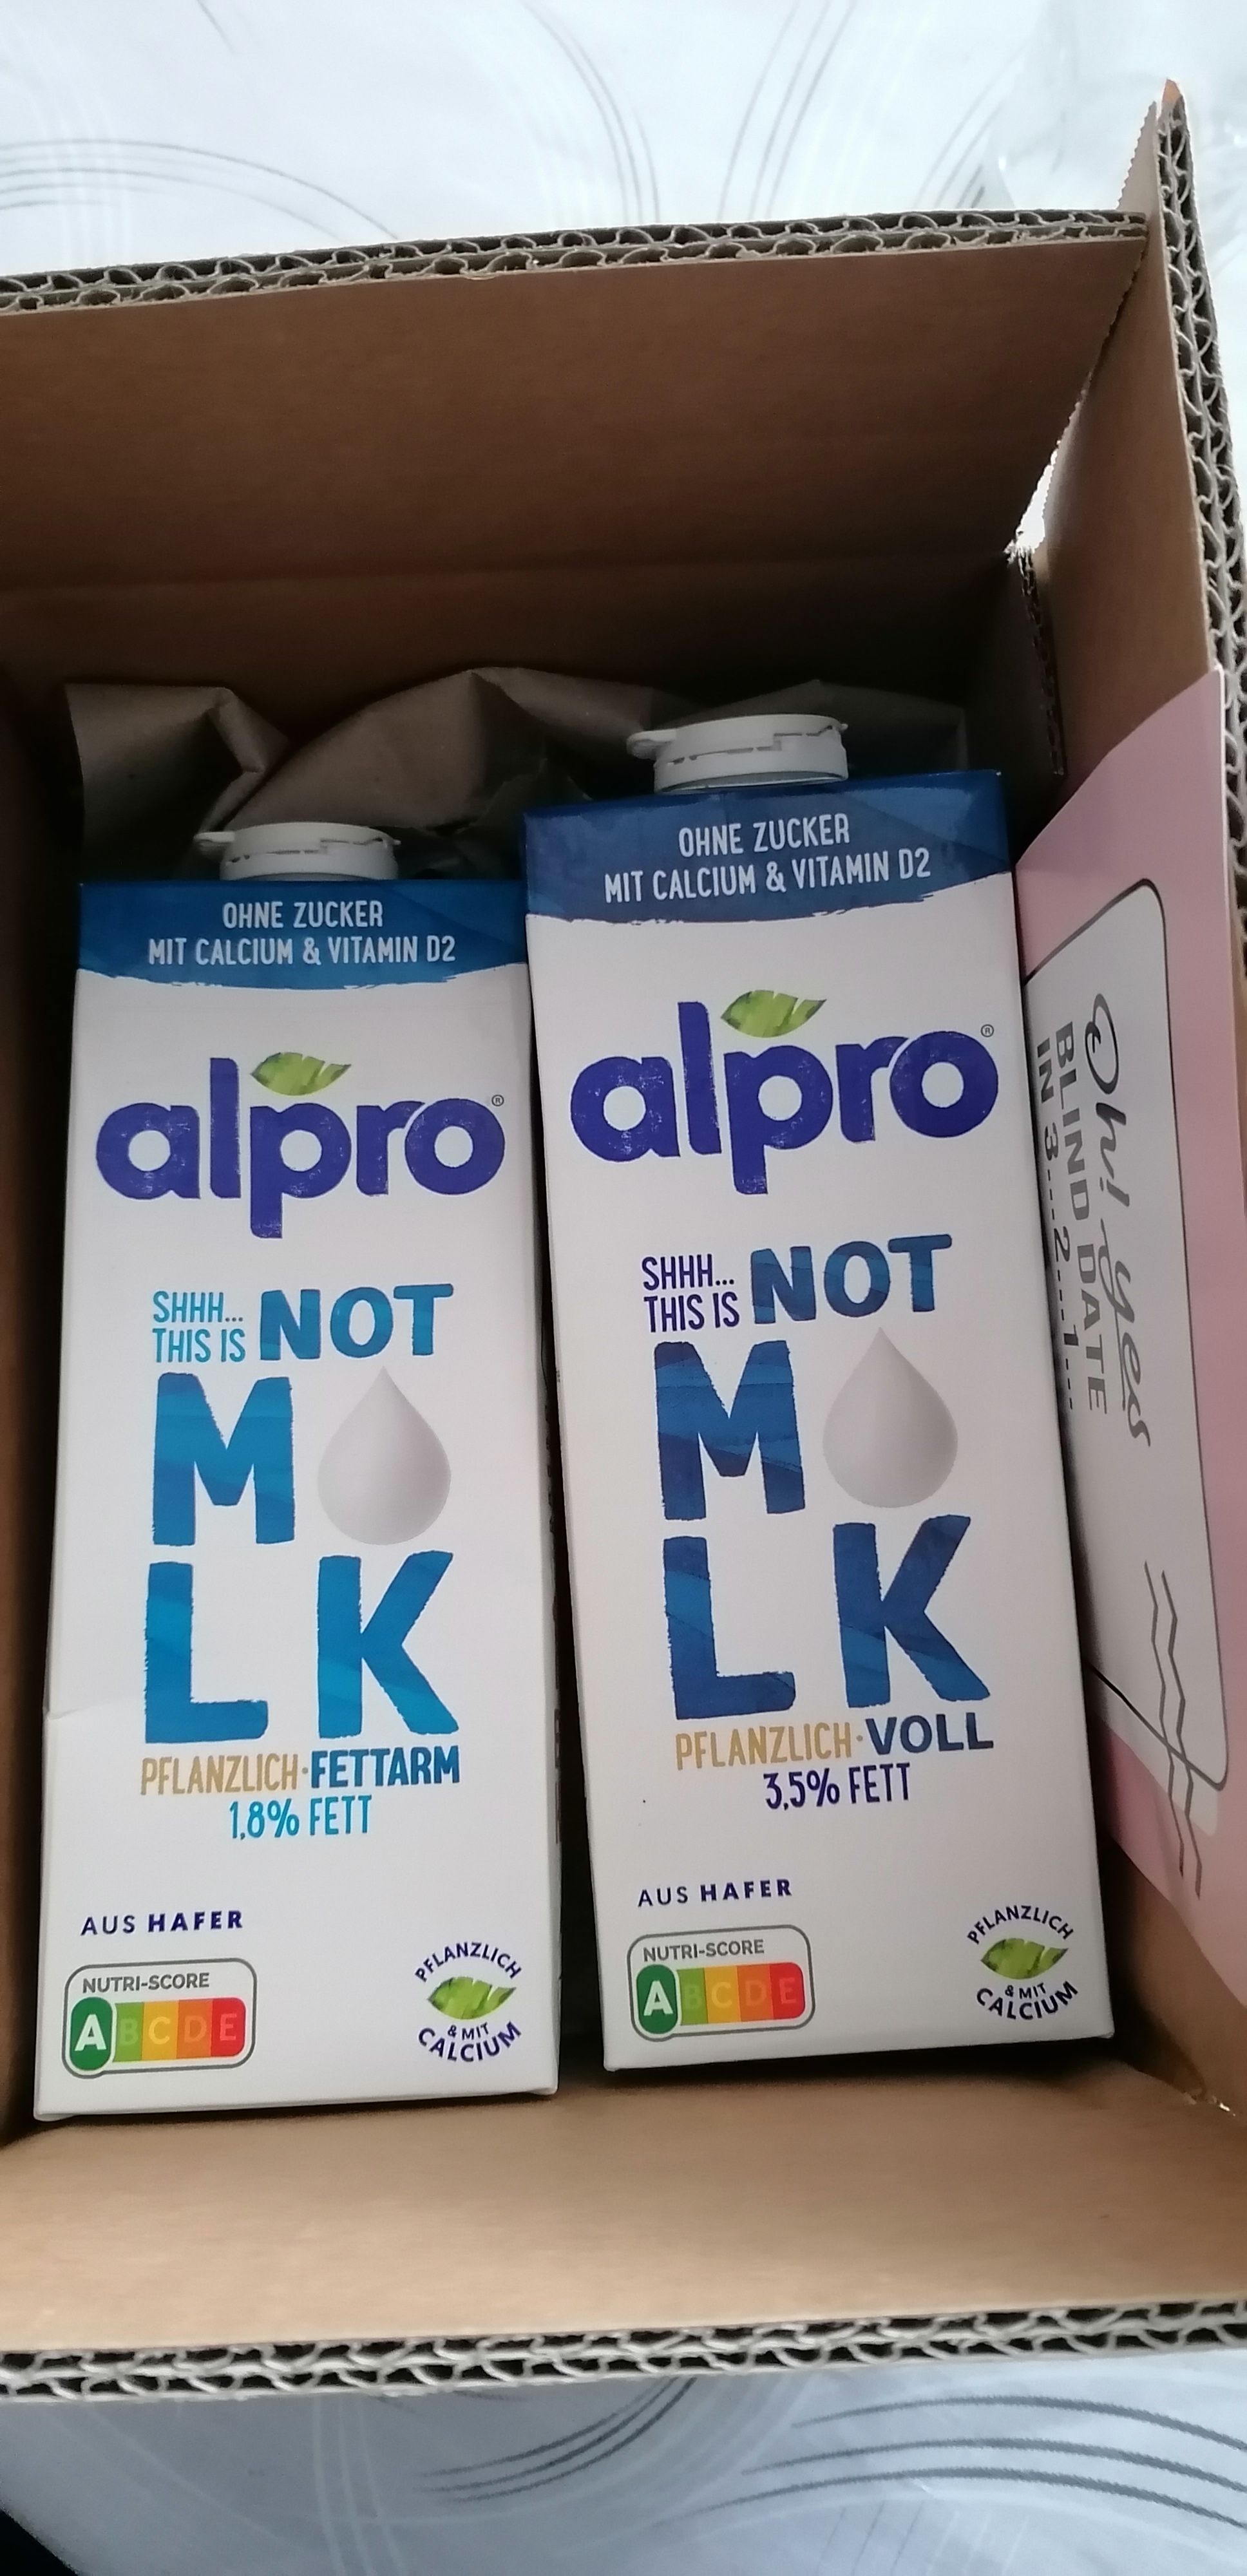 OHNE ZUCKER
MIT CALCIUM & VITAMIN D2
alpro®
SHHH...
THIS IS NOT
M
LK
PFLANZLICH·FETTARM
1,8% FETT
AUS HAFER
NUTRI-SCORE
A B C D E
PFLANZLICH
& MIT
CALCIUM
OHNE ZUCKER
MIT CALCIUM & VITAMIN D2
alpro®
SHHH...
THIS IS NOT
M
LK
PFLANZLICH·VOLL
3,5% FETT
AUS HAFER
NUTRI-SCORE
A B C D E
PFLANZLICH
& MIT
CALCIUM
Oh! Yes
BLIND DATE
IN 3....2....1....